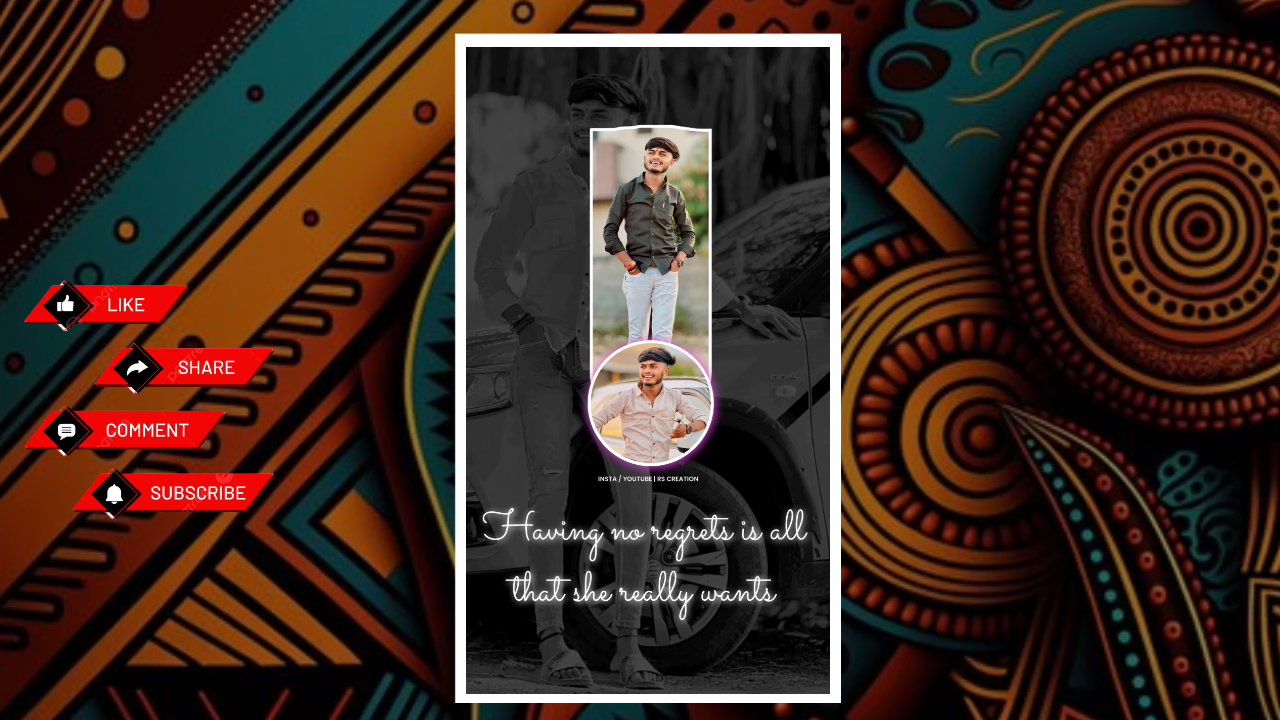 LIKE
SHARE
COMMENT
SUBSCRIBE
INSTA / YOUTUBE | RS CREATION
Having no regrets is all
that she really wants